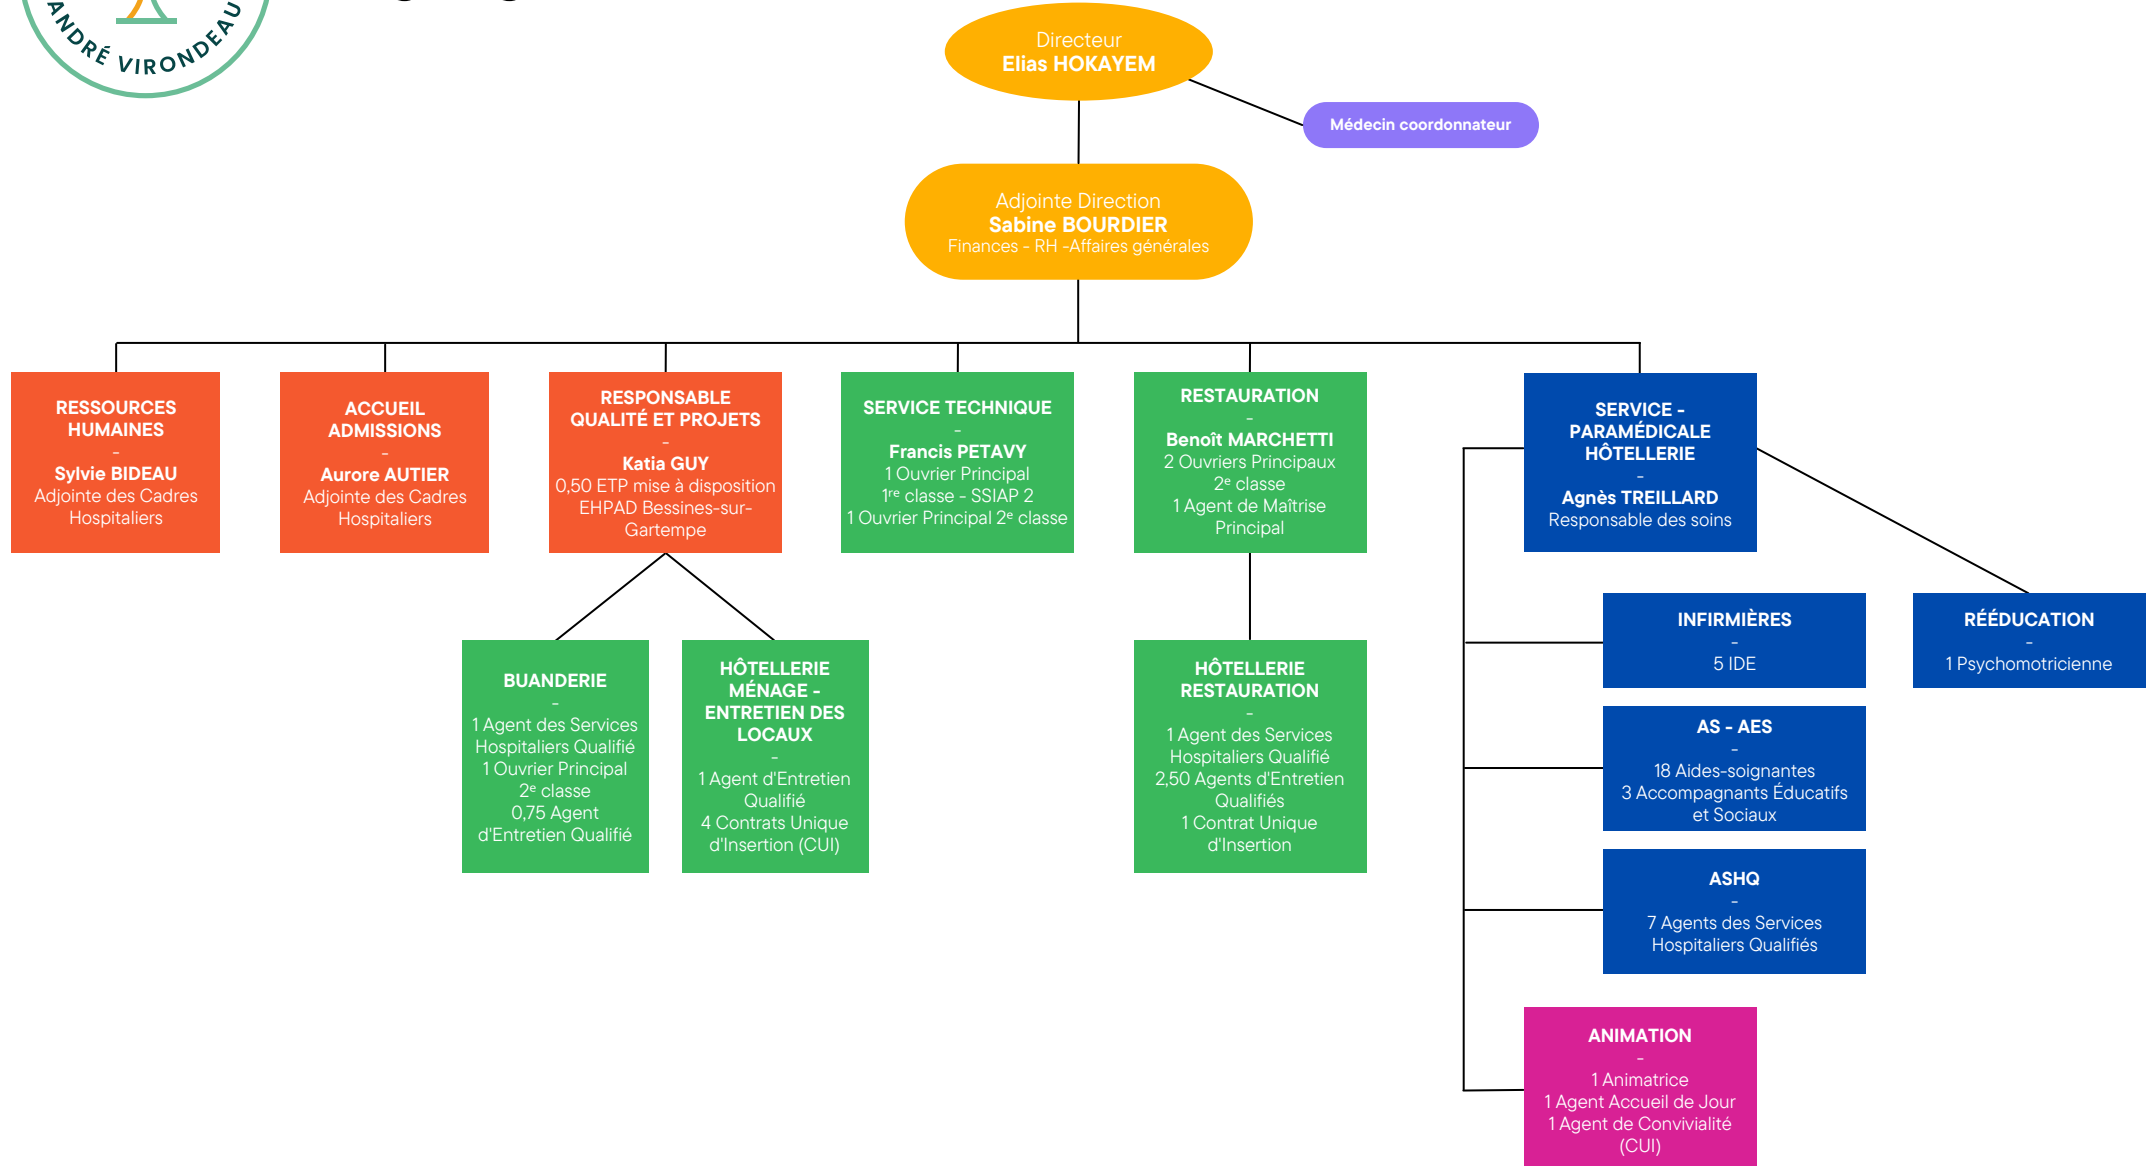 ANDRÉ VIRONDEAU
Directeur
Elias HOKAYEM
Médecin coordonnateur
Adjointe Direction
Sabine BOURDIER
Finances - RH -Affaires générales
RESSOURCES
HUMAINES
-
Sylvie BIDEAU
Adjointe des Cadres
Hospitaliers
ACCUEIL
ADMISSIONS
-
Aurore AUTIER
Adjointe des Cadres
Hospitaliers
RESPONSABLE
QUALITÉ ET PROJETS
-
Katia GUY
0,50 ETP mise à disposition
EHPAD Bessines-sur-
Gartempe
SERVICE TECHNIQUE
-
Francis PETAVY
1 Ouvrier Principal
1re classe - SSIAP 2
1 Ouvrier Principal 2e classe
RESTAURATION
-
Benoît MARCHETTI
2 Ouvriers Principaux
2e classe
1 Agent de Maîtrise
Principal
SERVICE -
PARAMÉDICALE
HÔTELLERIE
-
Agnès TREILLARD
Responsable des soins
BUANDERIE
-
1 Agent des Services
Hospitaliers Qualifié
1 Ouvrier Principal
2e classe
0,75 Agent
d'Entretien Qualifié
HÔTELLERIE
MÉNAGE -
ENTRETIEN DES
LOCAUX
-
1 Agent d'Entretien
Qualifié
4 Contrats Unique
d'Insertion (CUI)
HÔTELLERIE
RESTAURATION
-
1 Agent des Services
Hospitaliers Qualifié
2,50 Agents d'Entretien
Qualifiés
1 Contrat Unique
d'Insertion
INFIRMIÈRES
-
5 IDE
RÉÉDUCATION
-
1 Psychomotricienne
AS - AES
-
18 Aides-soignantes
3 Accompagnants Éducatifs
et Sociaux
ASHQ
-
7 Agents des Services
Hospitaliers Qualifiés
ANIMATION
-
1 Animatrice
1 Agent Accueil de Jour
1 Agent de Convivialité
(CUI)